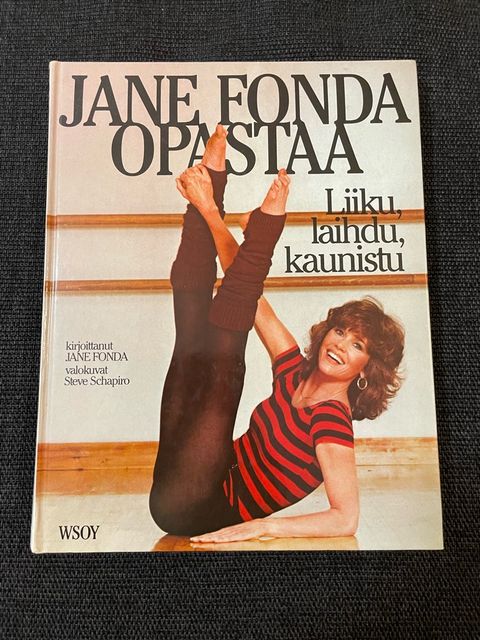 JANE FONDA
OPASTAA
Liiku,
laihdu,
kaunistu
kirjoittanut
JANE FONDA
valokuvat
Steve Schapiro
WSOY